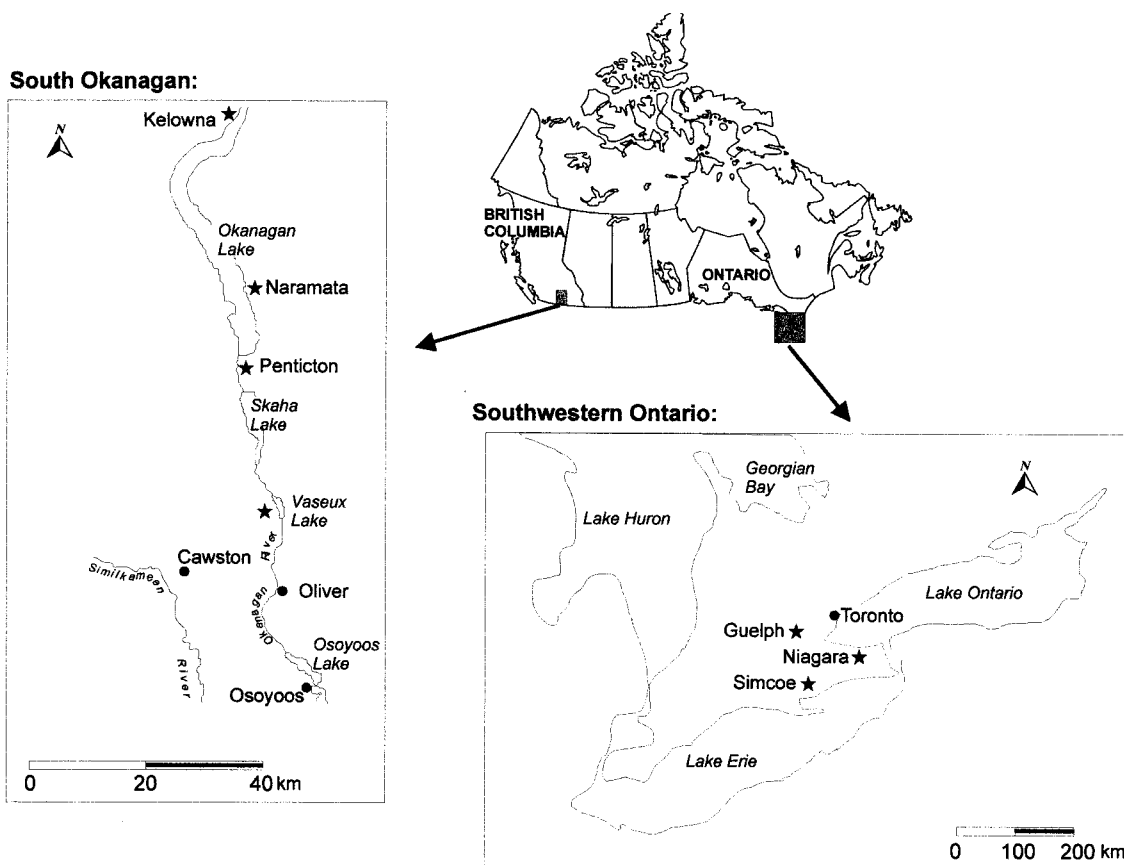 South Okanagan:
N
Kelowna
Okanagan
Lake
Naramata
Penticton
Skaha
Lake
Vaseux
Lake
River
Cawston
Similkameen
Oliver
Okanagan
Osoyoos
Lake
River
Osoyoos
0 20 40 km
BRITISH
COLUMBIA
ONTARIO
Southwestern Ontario:
Georgian
Bay
N
Lake Huron
Lake Ontario
Toronto
Guelph
Niagara
Simcoe
Lake Erie
0 100 200 km